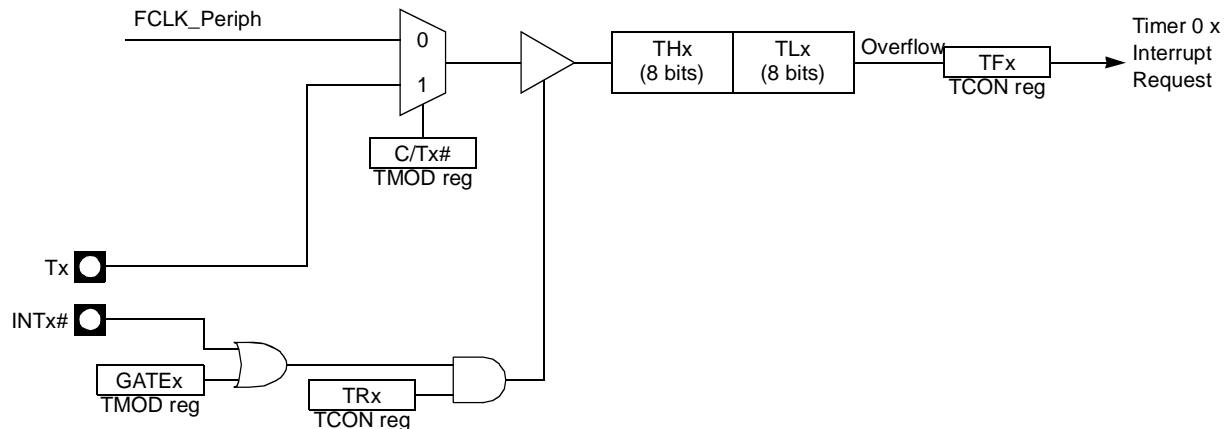 FCLK_Periph
0
1
THx
(8 bits)
TLx
(8 bits)
Overflow
TFx
TCON reg
Timer 0 x
Interrupt
Request
C/Tx#
TMOD reg
Tx
INTx#
GATEx
TMOD reg
TRx
TCON reg